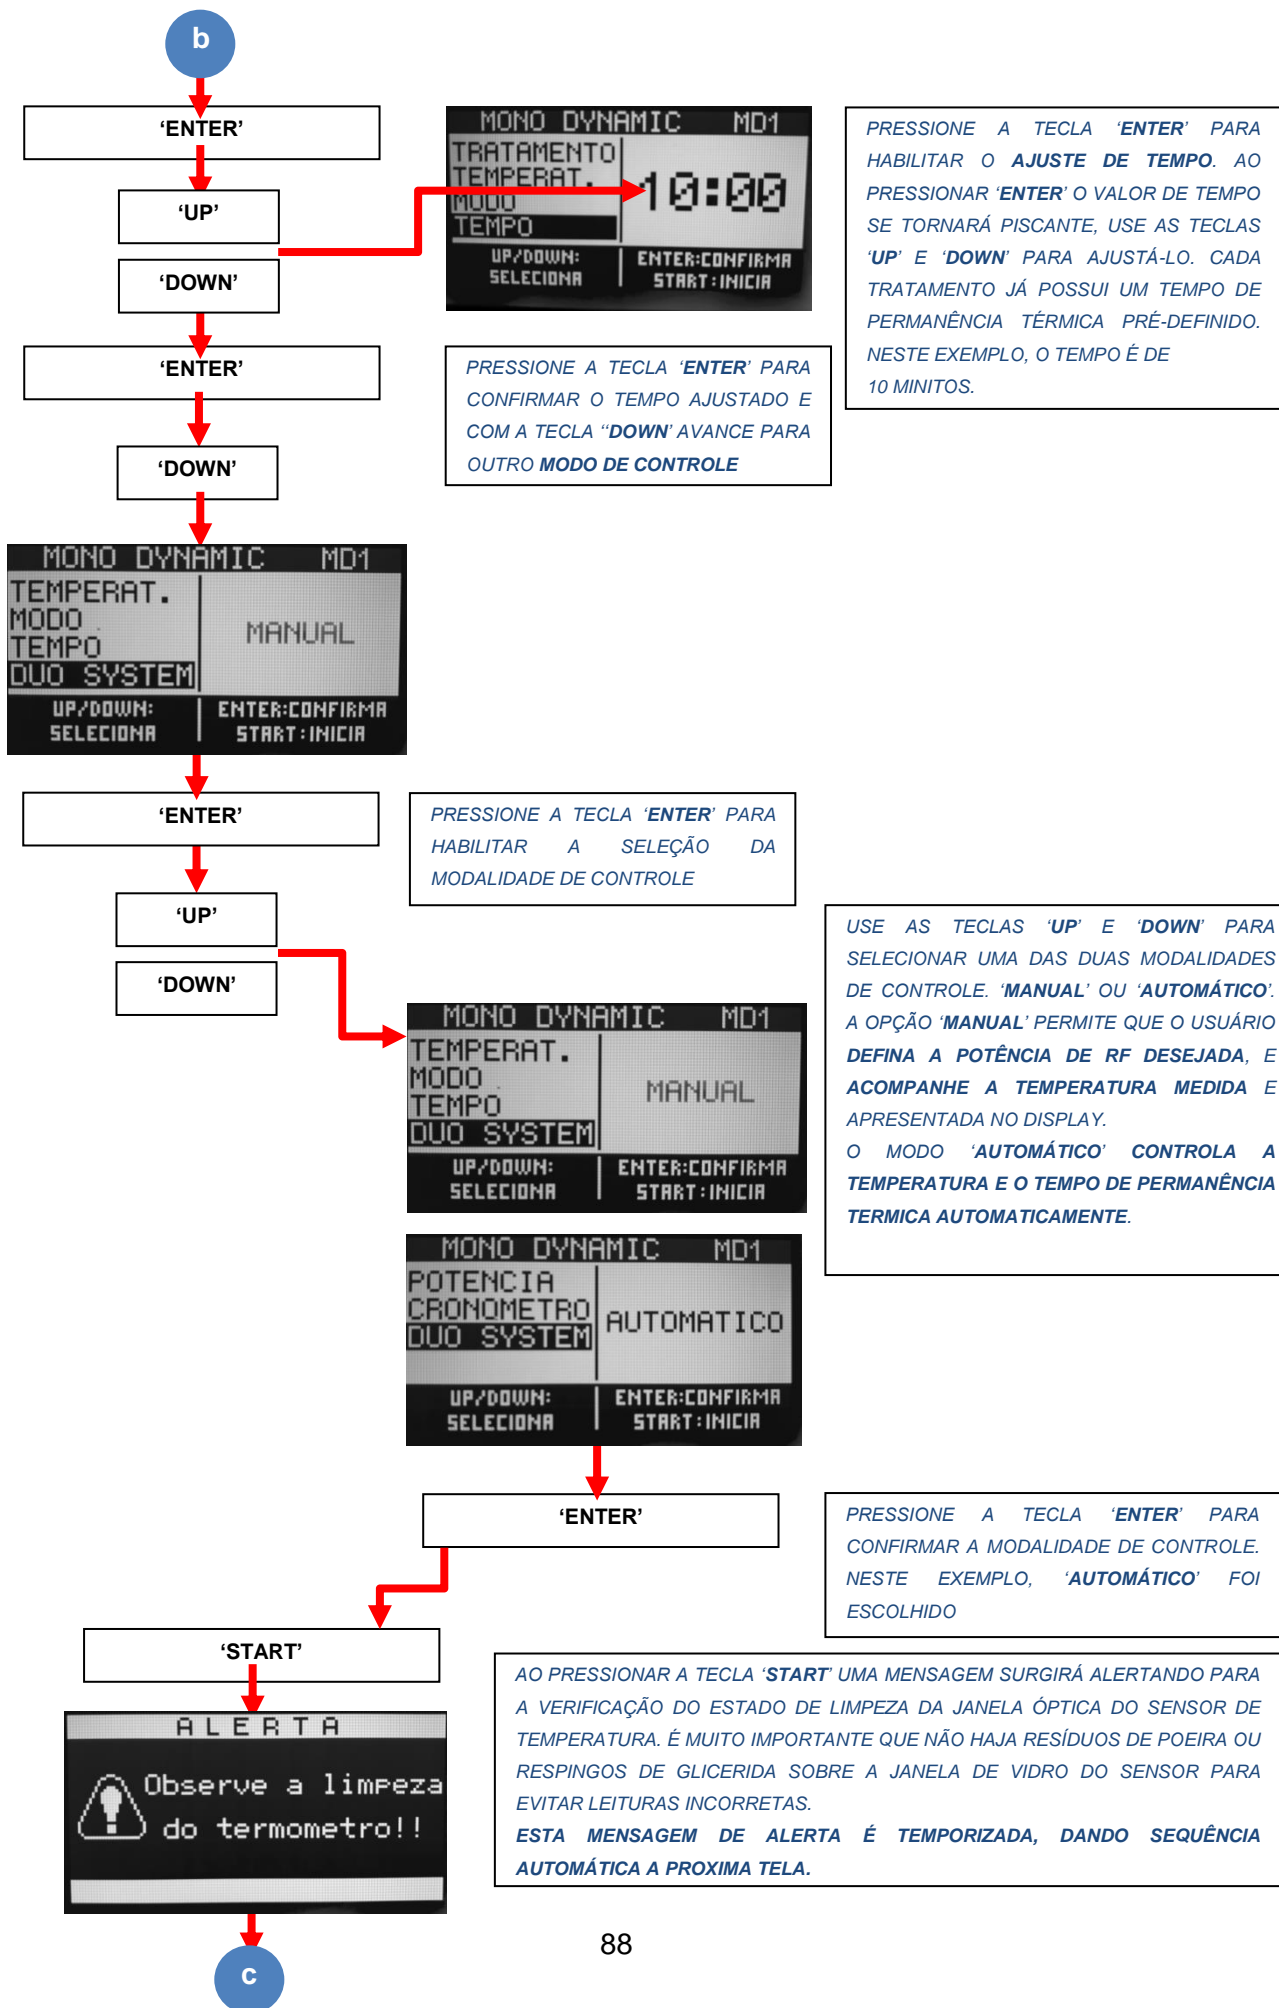 b
‘ENTER’
‘UP’
‘DOWN’
MONO DYNAMIC MD1
TRATAMENTO
TEMPERAT.
MODO
TEMPO
10:00
UP/DOWN:
SELECIONA
ENTER:CONFIRMA
START:INICIA
PRESSIONE A TECLA ‘ENTER’ PARA
HABILITAR O AJUSTE DE TEMPO. AO
PRESSIONAR ‘ENTER’ O VALOR DE TEMPO
SE TORNARÁ PISCANTE, USE AS TECLAS
‘UP’ E ‘DOWN’ PARA AJUSTÁ-LO. CADA
TRATAMENTO JÁ POSSUI UM TEMPO DE
PERMANÊNCIA TÉRMICA PRÉ-DEFINIDO.
NESTE EXEMPLO, O TEMPO É DE
10 MINITOS.
‘ENTER’
‘DOWN’
PRESSIONE A TECLA ‘ENTER’ PARA
CONFIRMAR O TEMPO AJUSTADO E
COM A TECLA ‘‘DOWN’ AVANCE PARA
OUTRO MODO DE CONTROLE
MONO DYNAMIC MD1
TEMPERAT.
MODO
TEMPO
DUO SYSTEM
MANUAL
UP/DOWN:
SELECIONA
ENTER:CONFIRMA
START:INICIA
‘ENTER’
PRESSIONE A TECLA ‘ENTER’ PARA
HABILITAR A SELEÇÃO DA
MODALIDADE DE CONTROLE
‘UP’
‘DOWN’
USE AS TECLAS ‘UP’ E ‘DOWN’ PARA
SELECIONAR UMA DAS DUAS MODALIDADES
DE CONTROLE. ‘MANUAL’ OU ‘AUTOMÁTICO’.
A OPÇÃO ‘MANUAL’ PERMITE QUE O USUÁRIO
DEFINA A POTÊNCIA DE RF DESEJADA, E
ACOMPANHE A TEMPERATURA MEDIDA E
APRESENTADA NO DISPLAY.
O MODO ‘AUTOMÁTICO’ CONTROLA A
TEMPERATURA E O TEMPO DE PERMANÊNCIA
TERMICA AUTOMATICAMENTE.
MONO DYNAMIC MD1
TEMPERAT.
MODO
TEMPO
DUO SYSTEM
MANUAL
UP/DOWN:
SELECIONA
ENTER:CONFIRMA
START:INICIA
MONO DYNAMIC MD1
POTENCIA
CRONOMETRO
DUO SYSTEM
AUTOMATICO
UP/DOWN:
SELECIONA
ENTER:CONFIRMA
START:INICIA
‘ENTER’
PRESSIONE A TECLA ‘ENTER’ PARA
CONFIRMAR A MODALIDADE DE CONTROLE.
NESTE EXEMPLO, ‘AUTOMÁTICO’ FOI
ESCOLHIDO
‘START’
AO PRESSIONAR A TECLA ‘START’ UMA MENSAGEM SURGIRÁ ALERTANDO PARA
A VERIFICAÇÃO DO ESTADO DE LIMPEZA DA JANELA ÓPTICA DO SENSOR DE
TEMPERATURA. É MUITO IMPORTANTE QUE NÃO HAJA RESÍDUOS DE POEIRA OU
RESPINGOS DE GLICERIDA SOBRE A JANELA DE VIDRO DO SENSOR PARA
EVITAR LEITURAS INCORRETAS.
ESTA MENSAGEM DE ALERTA É TEMPORIZADA, DANDO SEQUÊNCIA
AUTOMÁTICA A PROXIMA TELA.
ALERTA
Observe a limpeza
do termometro!!
88
c